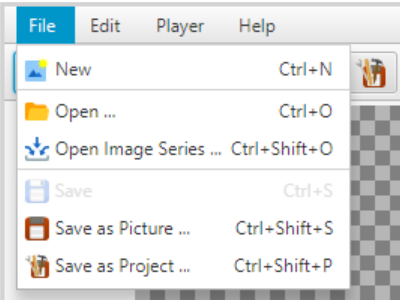 File Edit Player Help
New Ctrl+N
Open ... Ctrl+O
Open Image Series ... Ctrl+Shift+O
Save Ctrl+S
Save as Picture ... Ctrl+Shift+S
Save as Project ... Ctrl+Shift+P